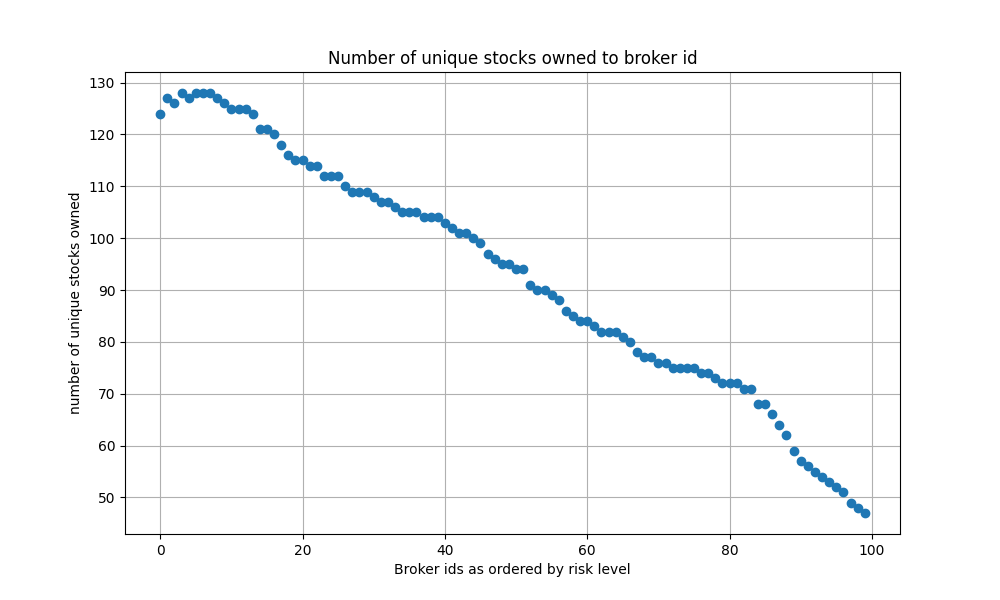 Number of unique stocks owned to broker id
number of unique stocks owned
130
120
110
100
90
80
70
60
50
0 20 40 60 80 100
Broker ids as ordered by risk level